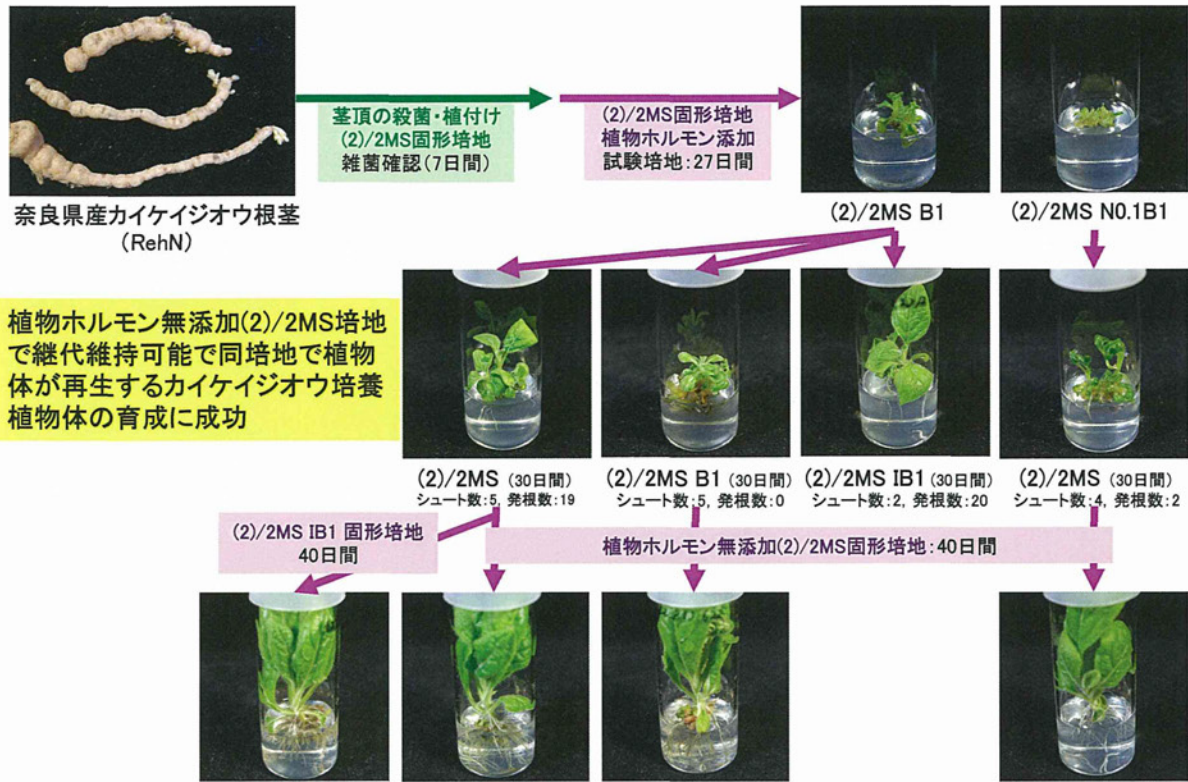 奈良県産カイケイジオウ根茎
(RehN)
茎頂の殺菌・植付け
(2)/2MS固形培地
雑菌確認(7日間)
(2)/2MS固形培地
植物ホルモン添加
試験培地:27日間
(2)/2MS B1
(2)/2MS N0.1B1
植物ホルモン無添加(2)/2MS培地
で継代維持可能で同培地で植物
体が再生するカイケイジオウ培養
植物体の育成に成功
(2)/2MS (30日間)
シュート数:5, 発根数:19
(2)/2MS B1 (30日間)
シュート数:5, 発根数:0
(2)/2MS IB1 (30日間)
シュート数:2, 発根数:20
(2)/2MS (30日間)
シュート数:4, 発根数:2
(2)/2MS IB1 固形培地
40日間
植物ホルモン無添加(2)/2MS固形培地:40日間